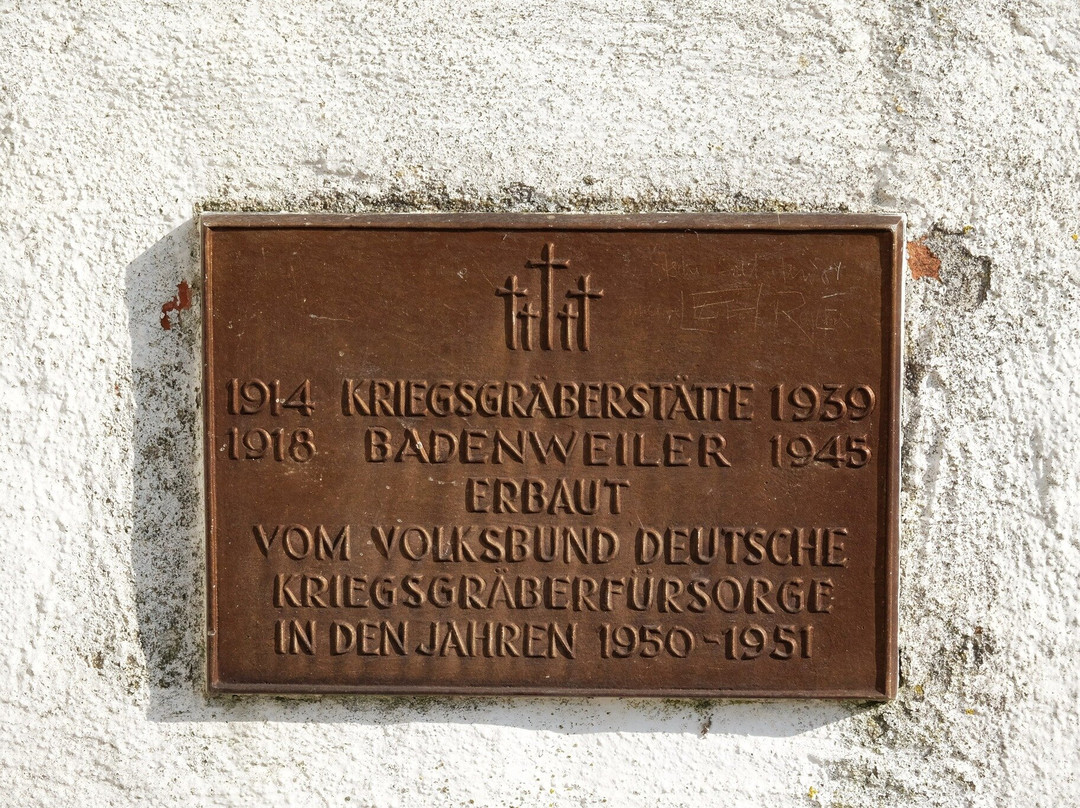 1914 KRIEGSGRÄBERSTÄTTE 1939
1918 BADENWEILER 1945
ERBAUT
VOM VOLKSBUND DEUTSCHE
KRIEGSGRÄBERFÜRSORGE
IN DEN JAHREN 1950-1951